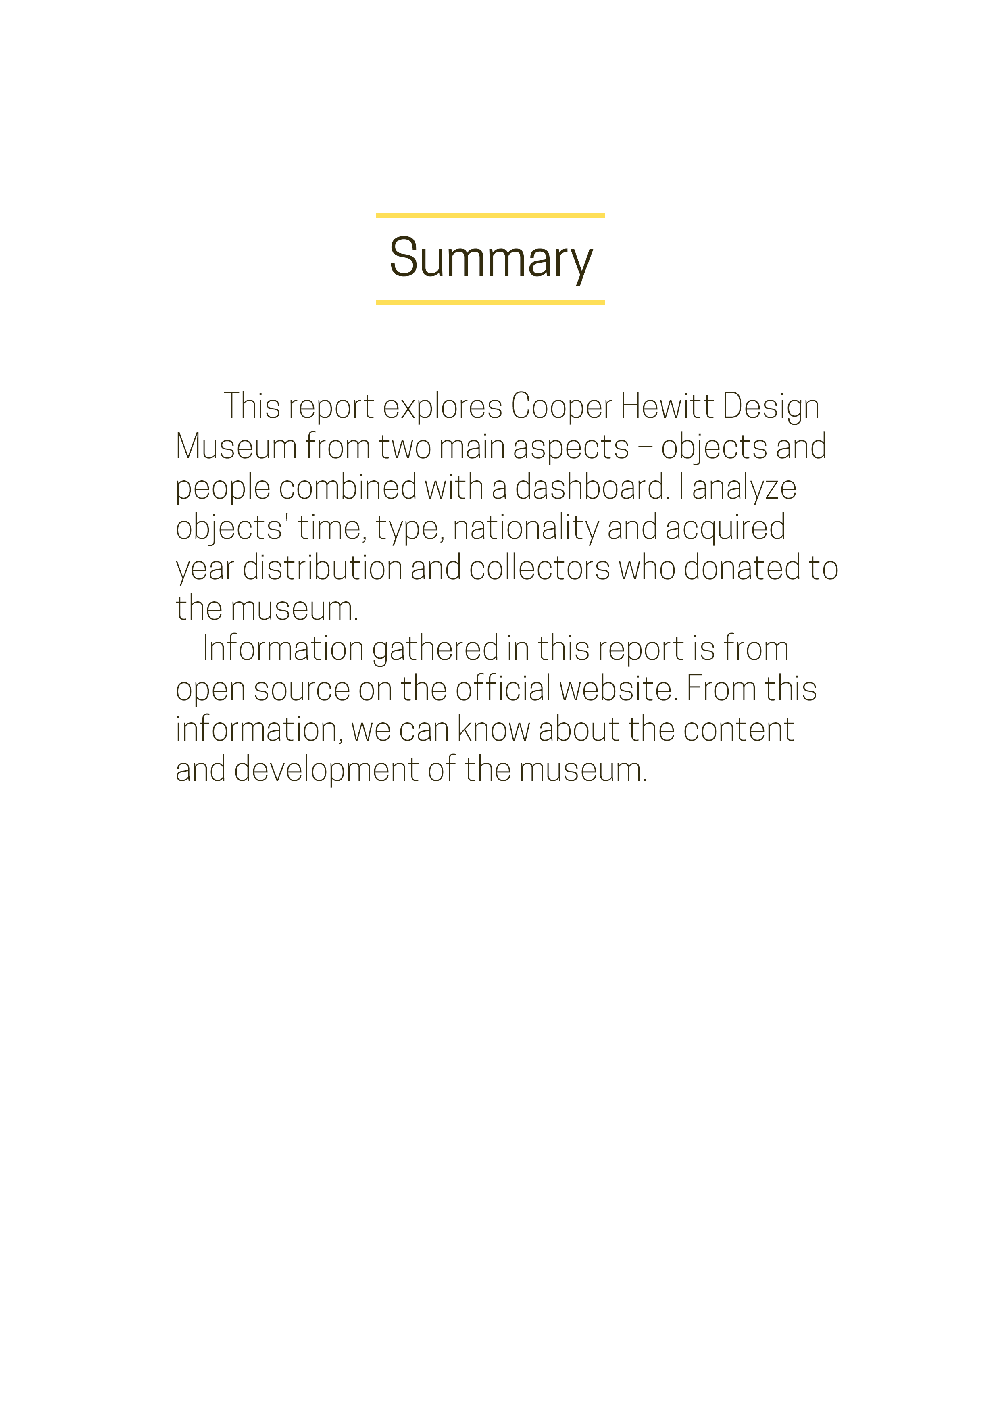 Summary
This report explores Cooper Hewitt Design
Museum from two main aspects – objects and
people combined with a dashboard. I analyze
objects' time, type, nationality and acquired
year distribution and collectors who donated to
the museum.
Information gathered in this report is from
open source on the official website. From this
information, we can know about the content
and development of the museum.